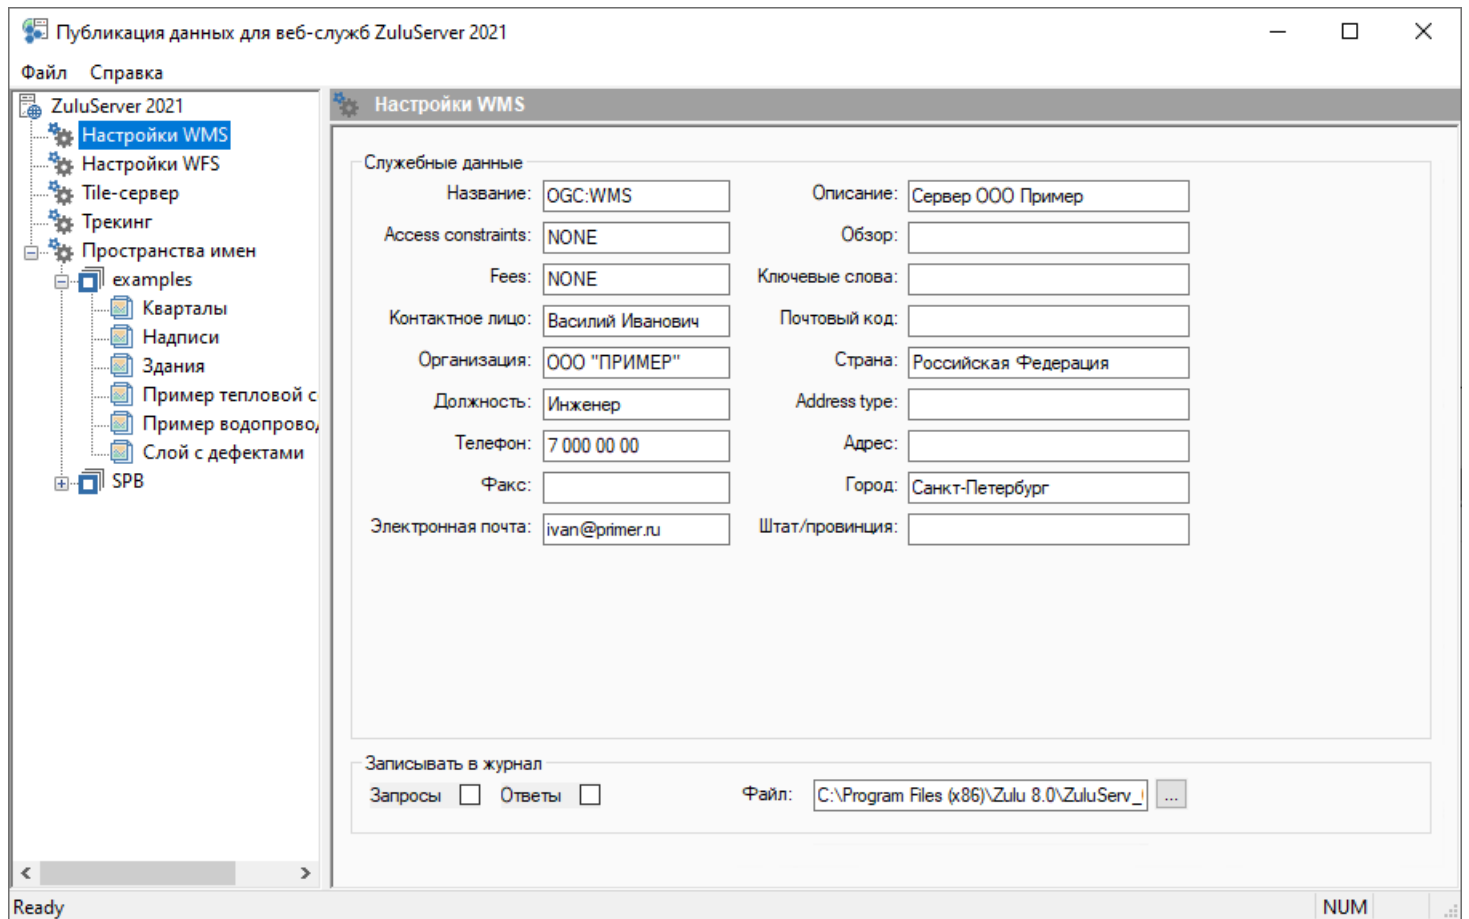 Публикация данных для веб-служб ZuluServer 2021
Файл Справка
ZuluServer 2021
Настройки WMS
Настройки WFS
Tile-сервер
Трекинг
Пространства имен
examples
Кварталы
Надписи
Здания
Пример тепловой с
Пример водопровод
Слой с дефектами
SPB
Настройки WMS
Служебные данные
Название: OGC:WMS Описание: Сервер ООО Пример
Access constraints: NONE Обзор:
Fees: NONE Ключевые слова:
Контактное лицо: Василий Иванович Почтовый код:
Организация: ООО "ПРИМЕР" Страна: Российская Федерация
Должность: Инженер Address type:
Телефон: 7 000 00 00 Адрес:
Факс: Город: Санкт-Петербург
Электронная почта: ivan@primer.ru Штат/провинция:
Записывать в журнал
Запросы Ответы Файл: C:\Program Files (x86)\Zulu 8.0\ZuluServ_ ...
Ready NUM